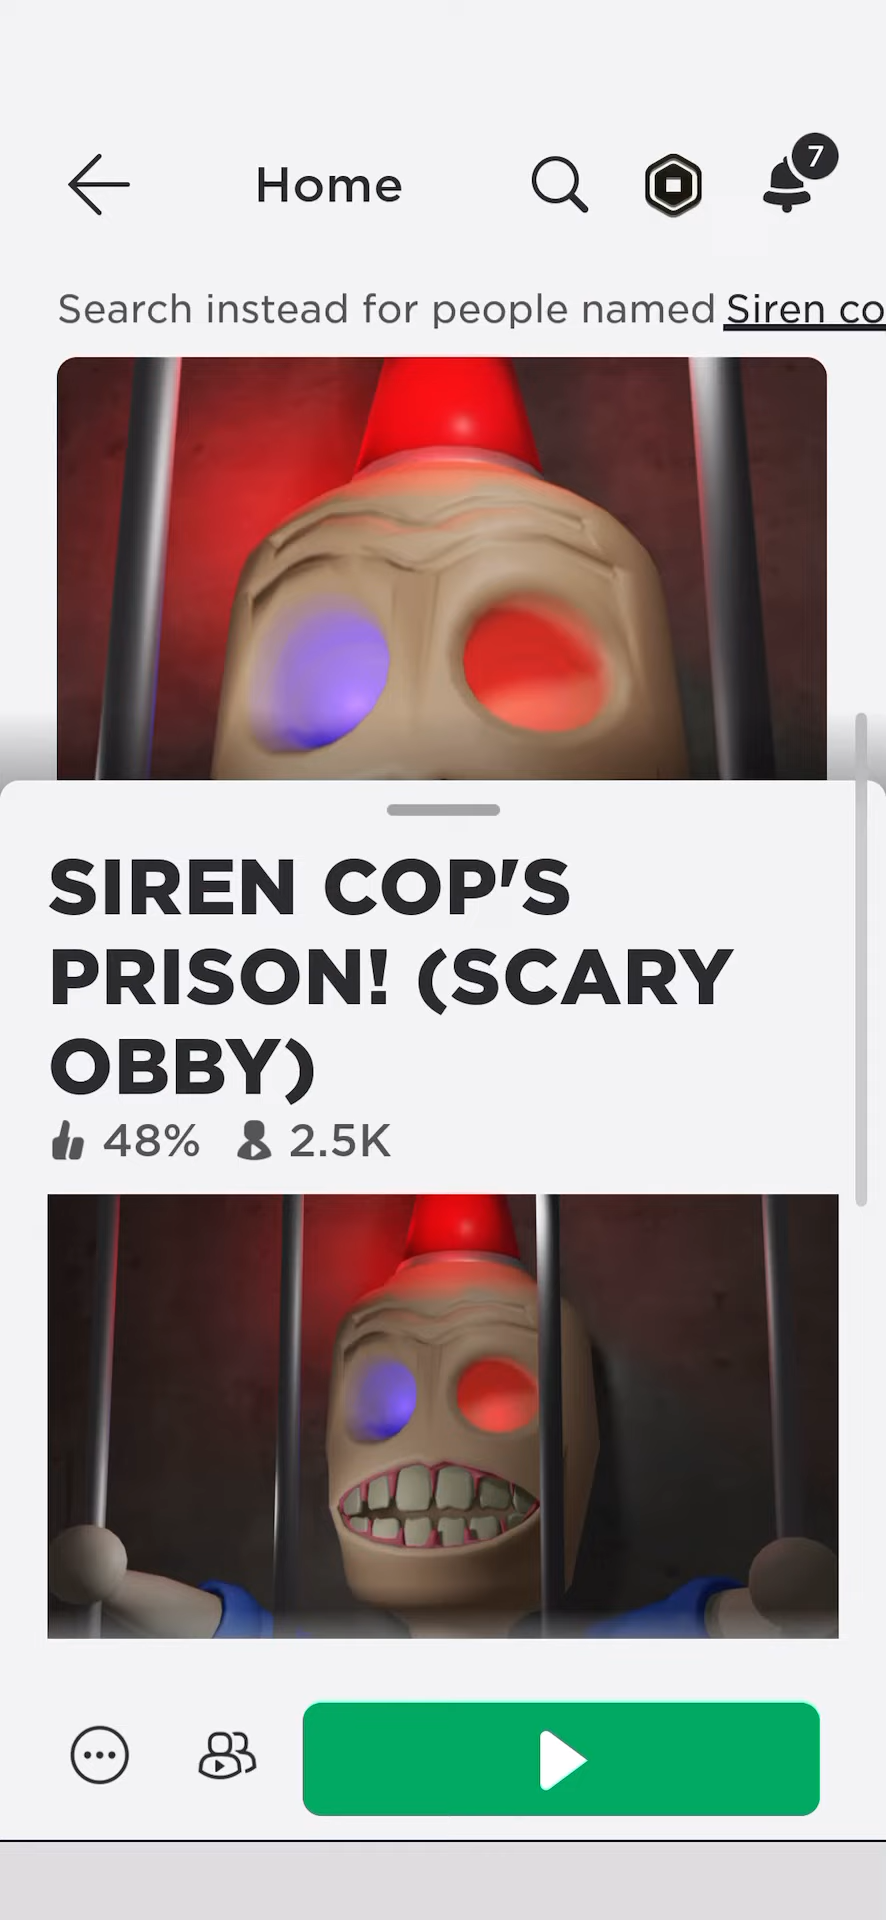 Home
7
Search instead for people named Siren co
SIREN COP'S
PRISON! (SCARY
OBBY)
48% 2.5K